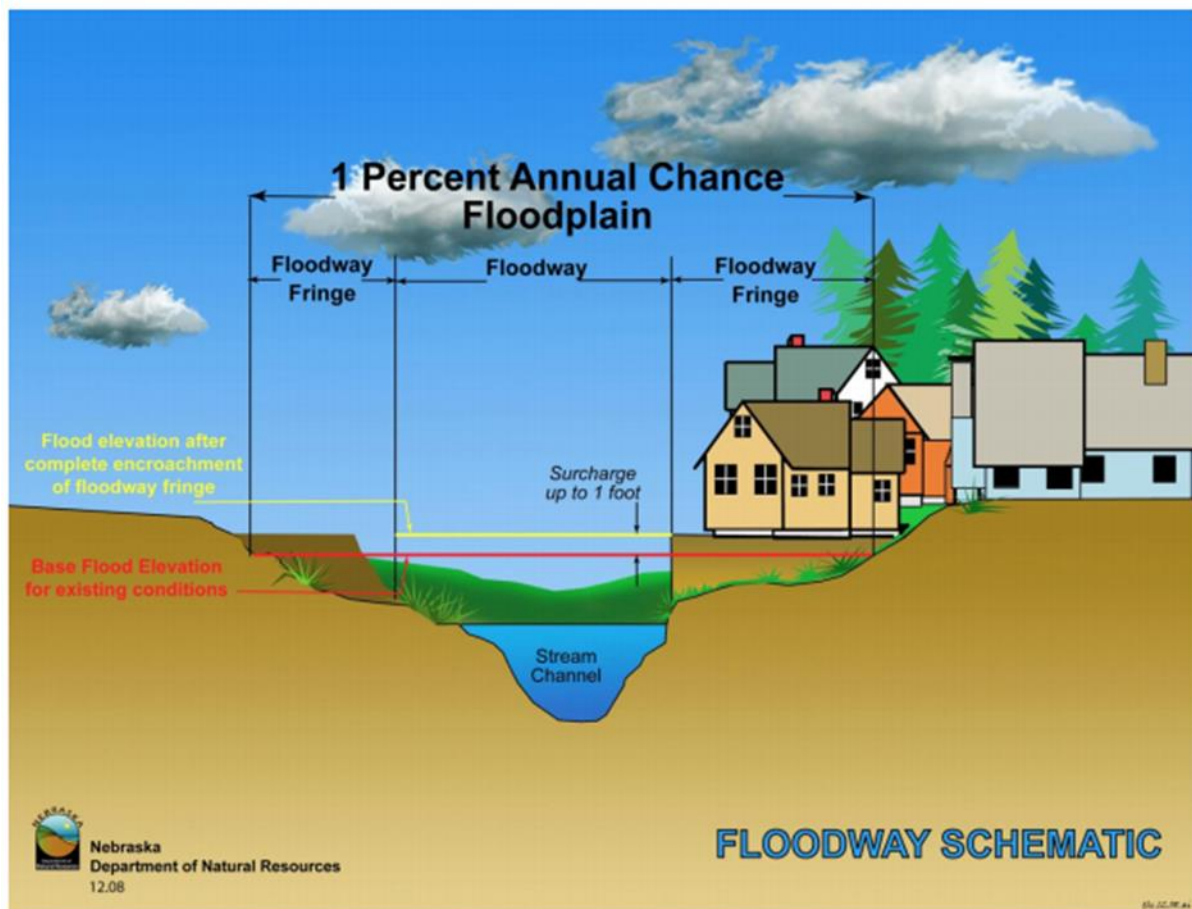 1 Percent Annual Chance
Floodplain
Floodway
Fringe
Floodway
Floodway
Fringe
Flood elevation after
complete encroachment
of floodway fringe
Surcharge
up to 1 foot
Base Flood Elevation
for existing conditions
Stream
Channel
NEBRASKA
Nebraska
Department of Natural Resources
12.08
FLOODWAY SCHEMATIC